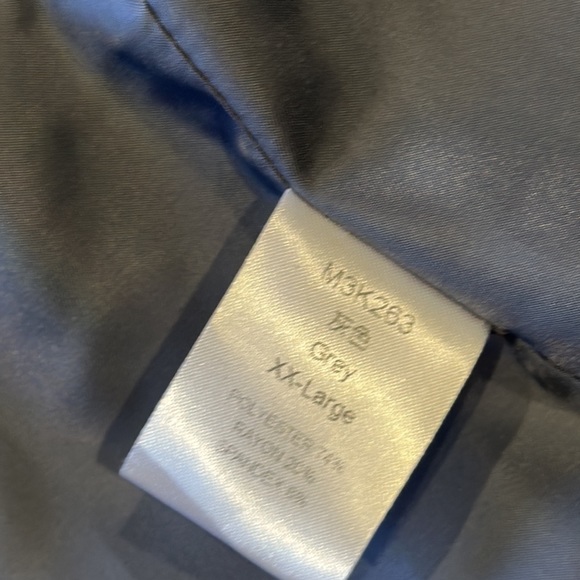 M3K263
灰色
Grey
XX-Large
POLYESTER 74%
RAYON 20%
SPANDEX 6%